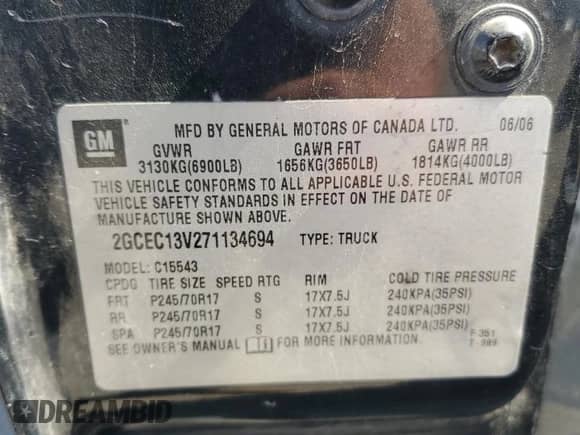 GM
MFD BY GENERAL MOTORS OF CANADA LTD. 06/06
GVWR GAWR FRT GAWR RR
3130KG(6900LB) 1656KG(3650LB) 1814KG(4000LB)
THIS VEHICLE CONFORMS TO ALL APPLICABLE U.S. FEDERAL MOTOR
VEHICLE SAFETY STANDARDS IN EFFECT ON THE DATE OF
MANUFACTURE SHOWN ABOVE.
2GCEC13V271134694 TYPE: TRUCK
MODEL: C15543
CPDG TIRE SIZE SPEED RTG RIM COLD TIRE PRESSURE
FRT P245/70R17 S 17X7.5J 240KPA(35PSI)
RR P245/70R17 S 17X7.5J 240KPA(35PSI)
SPA P245/70R17 S 17X7.5J 240KPA(35PSI)
SEE OWNER'S MANUAL i FOR MORE INFORMATION.
F-351
T-989
DREAMBID